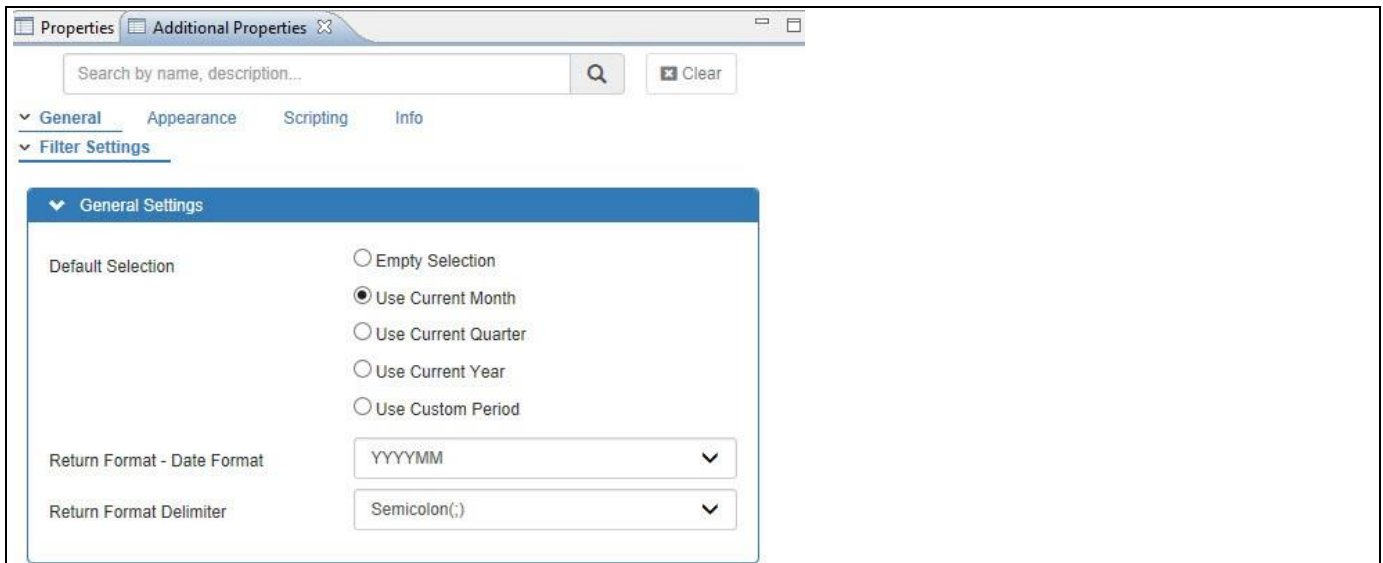 Properties Additional Properties
Search by name, description... Clear
General Appearance Scripting Info
Filter Settings
General Settings
Default Selection Empty Selection
Use Current Month
Use Current Quarter
Use Current Year
Use Custom Period
Return Format - Date Format YYYYMM
Return Format Delimiter Semicolon(;)